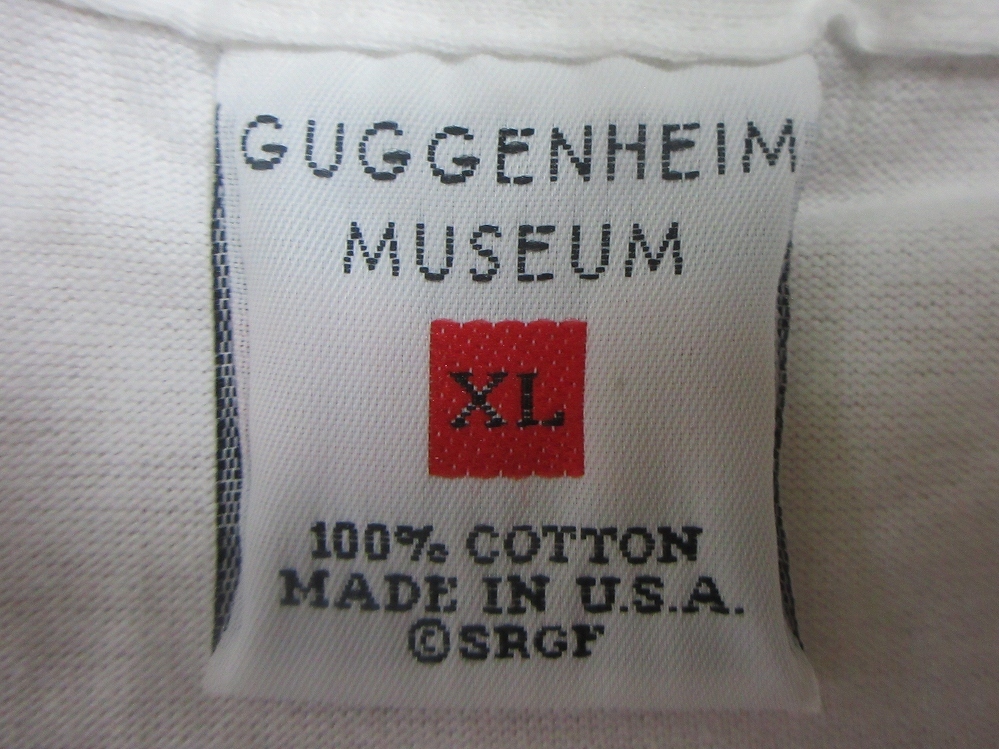 GUGGENHEIM
MUSEUM
XL
100% COTTON
MADE IN U.S.A.
©SRGF